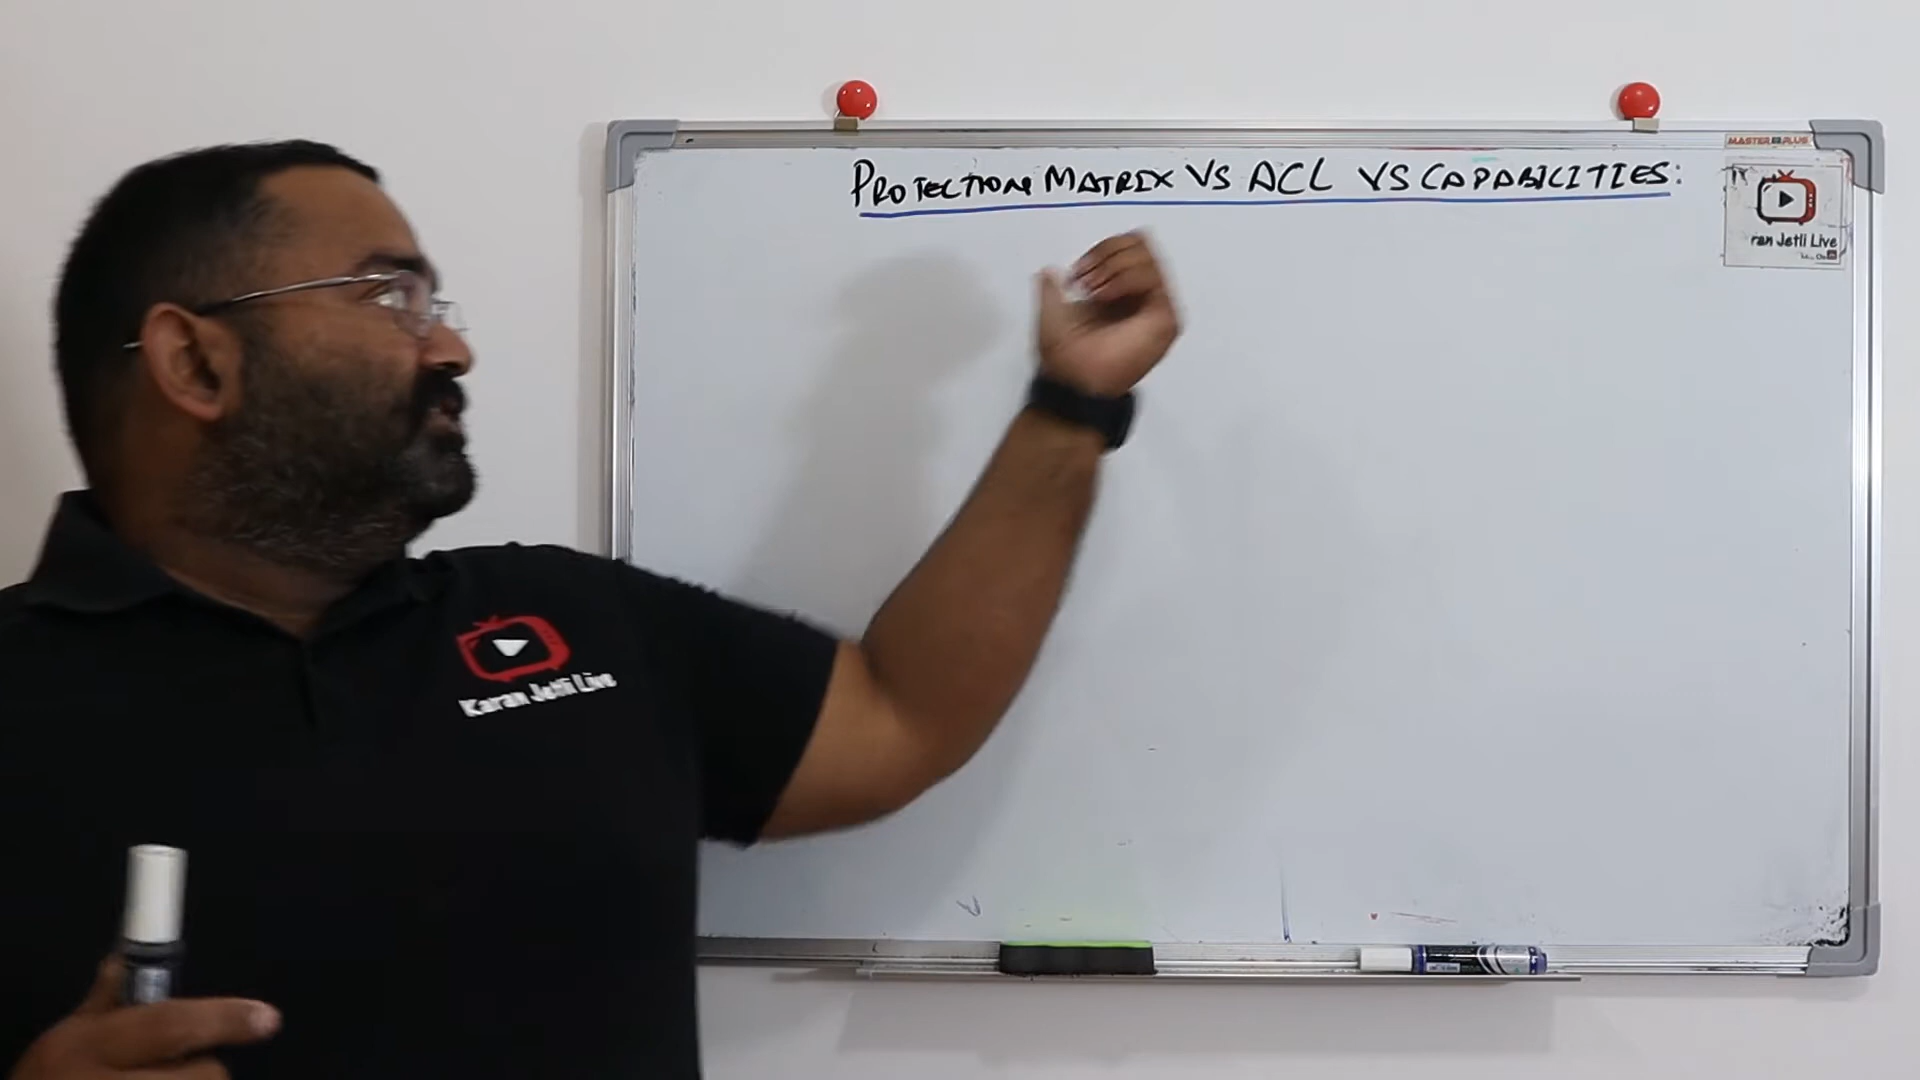 MASTER PLUS
PROTECTION MATRIX VS ACL VS CAPABILITIES:
ran Jetli Live
Karan Jetli Live